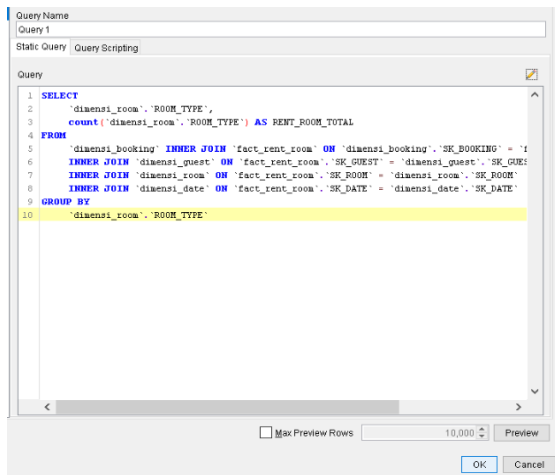 Query Name
Query 1
Static Query Query Scripting
Query
1 SELECT
2 `dimensi_room`.`ROOM_TYPE`,
3 count(`dimensi_room`.`ROOM_TYPE`) AS RENT_ROOM_TOTAL
4 FROM
5 `dimensi_booking` INNER JOIN `fact_rent_room` ON `dimensi_booking`.`SK_BOOKING` = `f
6 INNER JOIN `dimensi_guest` ON `fact_rent_room`.`SK_GUEST` = `dimensi_guest`.`SK_GUES
7 INNER JOIN `dimensi_room` ON `fact_rent_room`.`SK_ROOM` = `dimensi_room`.`SK_ROOM`
8 INNER JOIN `dimensi_date` ON `fact_rent_room`.`SK_DATE` = `dimensi_date`.`SK_DATE`
9 GROUP BY
10 `dimensi_room`.`ROOM_TYPE`
Max Preview Rows 10,000 Preview
OK Cancel